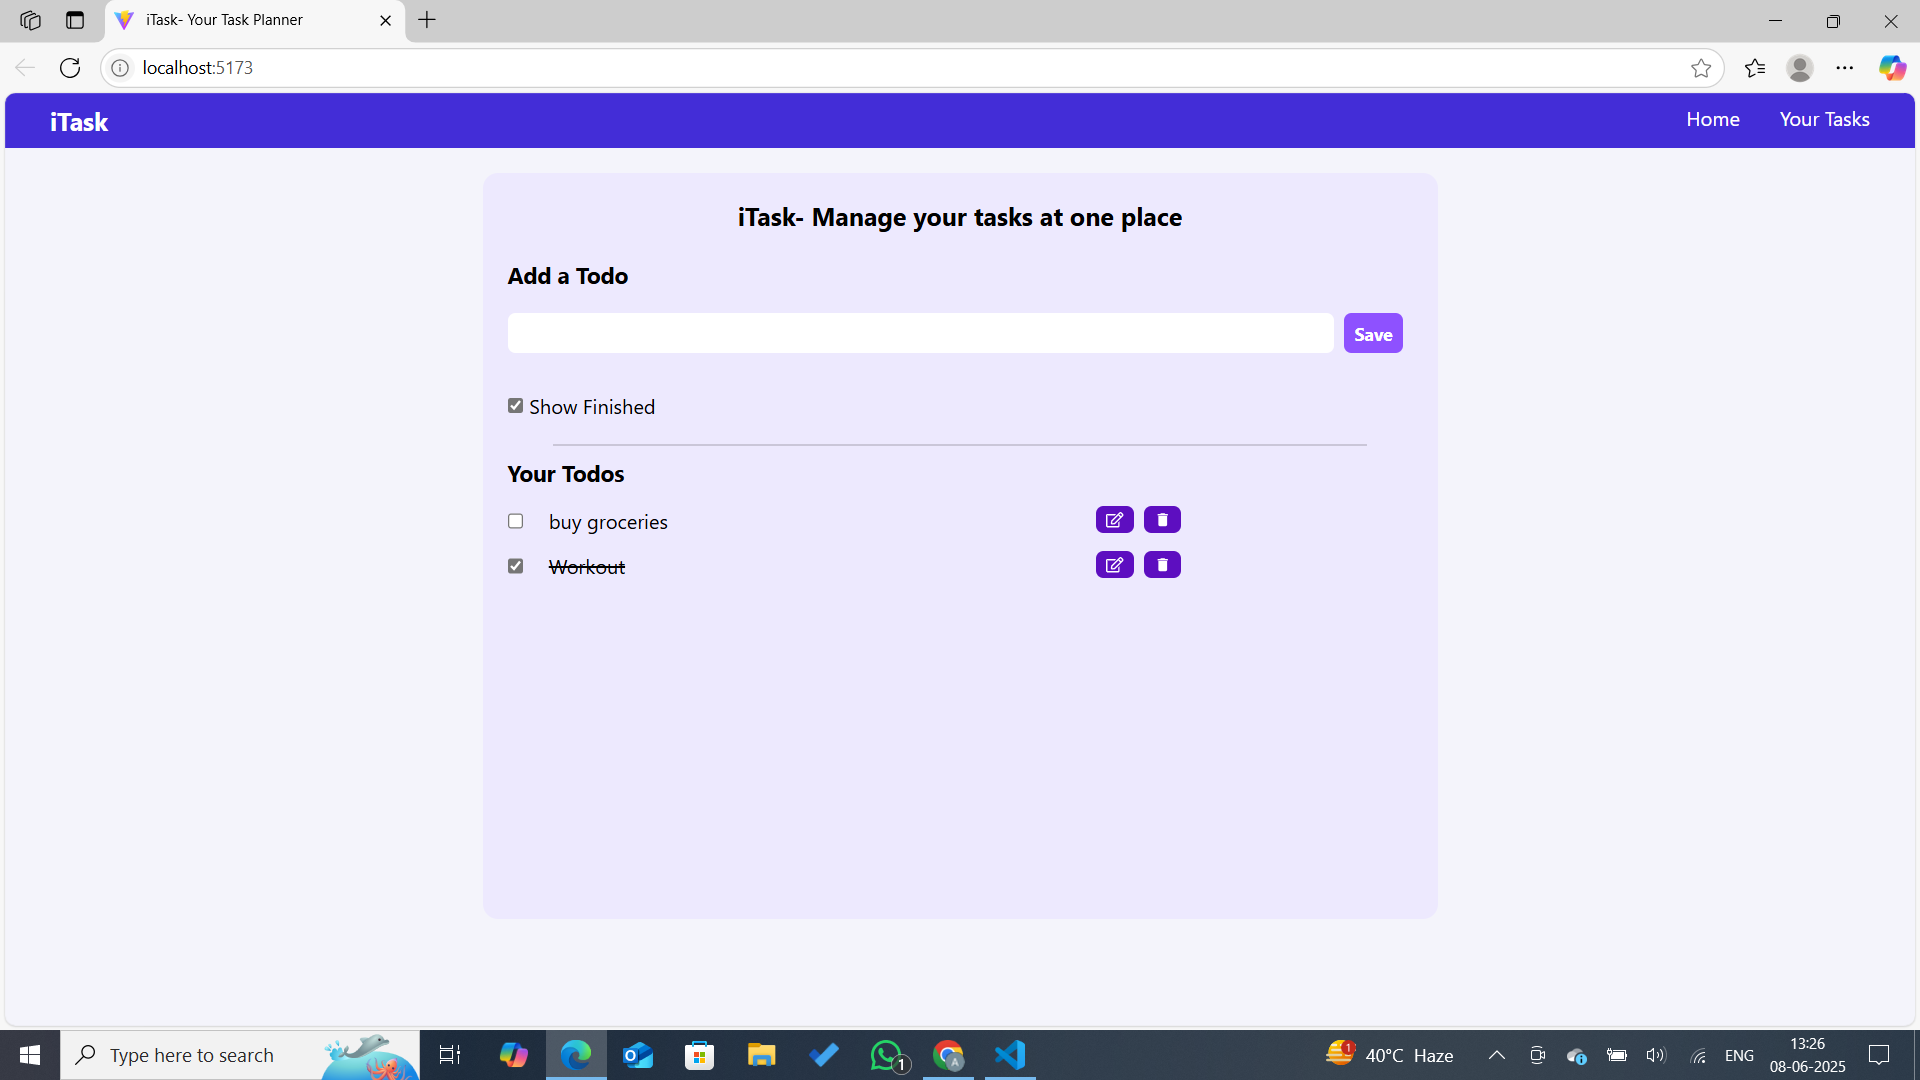 iTask- Your Task Planner
localhost:5173
iTask
Home Your Tasks
iTask- Manage your tasks at one place
Add a Todo
Save
Show Finished
Your Todos
buy groceries
Workout
Type here to search
1
1
40°C Haze
ENG
13:26
08-06-2025